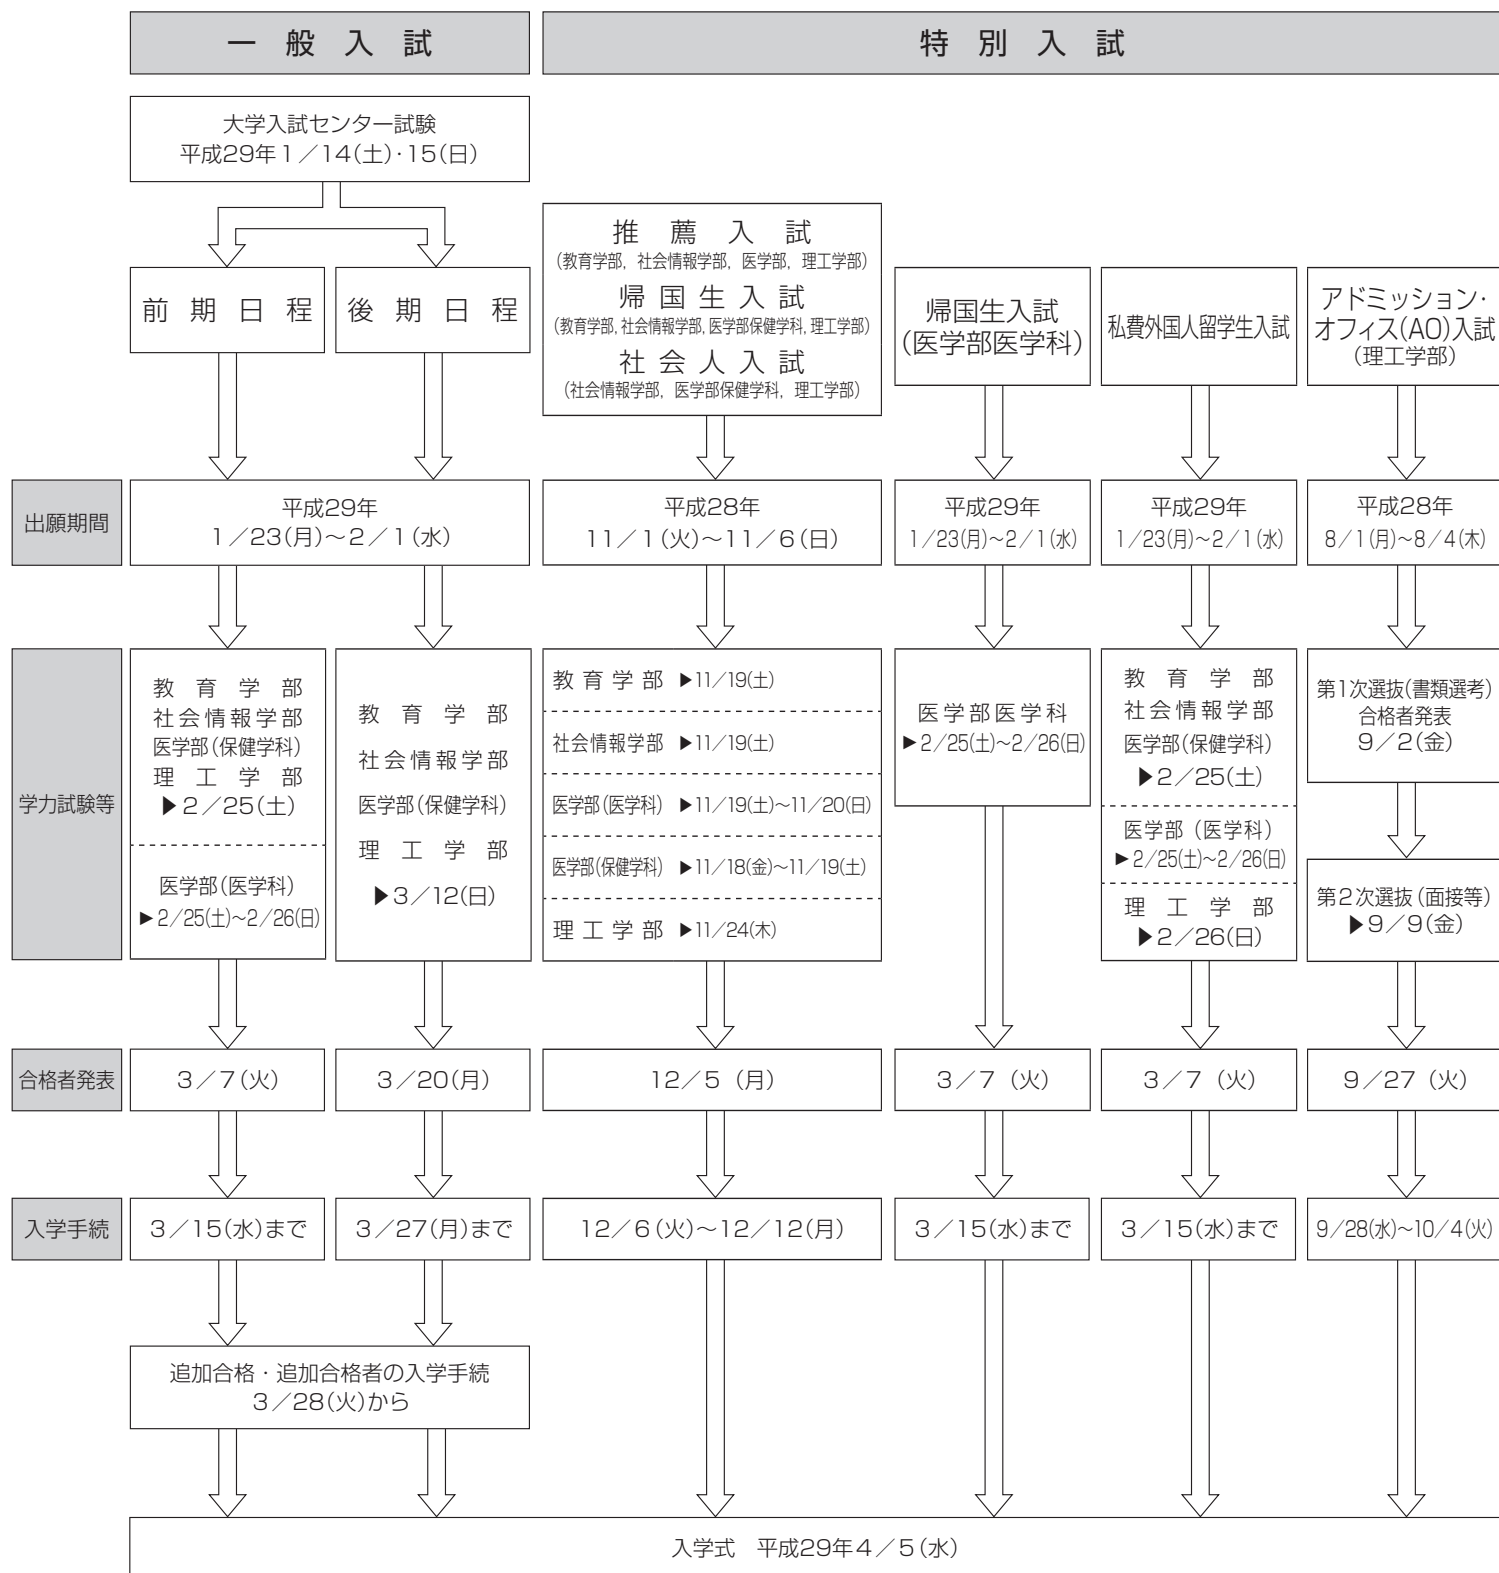 一般入試
特別入試
大学入試センター試験
平成29年1／14(土)・15(日)
前期日程
後期日程
推薦入試
(教育学部，社会情報学部，医学部，理工学部)
帰国生入試
(教育学部，社会情報学部，医学部保健学科，理工学部)
社会人入試
(社会情報学部，医学部保健学科，理工学部)
帰国生入試
(医学部医学科)
私費外国人留学生入試
アドミッション・
オフィス(AO)入試
(理工学部)
出願期間
平成29年
1／23(月)～2／1(水)
平成28年
11／1(火)～11／6(日)
平成29年
1／23(月)～2／1(水)
平成29年
1／23(月)～2／1(水)
平成28年
8／1(月)～8／4(木)
学力試験等
教育学部
社会情報学部
医学部(保健学科)
理工学部
▶2／25(土)
医学部(医学科)
▶2／25(土)～2／26(日)
教育学部
社会情報学部
医学部(保健学科)
理工学部
▶3／12(日)
教育学部 ▶11／19(土)
社会情報学部 ▶11／19(土)
医学部(医学科) ▶11／19(土)～11／20(日)
医学部(保健学科) ▶11／18(金)～11／19(土)
理工学部 ▶11／24(木)
医学部医学科
▶2／25(土)～2／26(日)
教育学部
社会情報学部
医学部(保健学科)
▶2／25(土)
医学部(医学科)
▶2／25(土)～2／26(日)
理工学部
▶2／26(日)
第1次選抜(書類選考)
合格者発表
9／2(金)
第2次選抜(面接等)
▶9／9(金)
合格者発表
3／7(火)
3／20(月)
12／5(月)
3／7(火)
3／7(火)
9／27(火)
入学手続
3／15(水)まで
3／27(月)まで
12／6(火)～12／12(月)
3／15(水)まで
3／15(水)まで
9／28(水)～10／4(火)
追加合格・追加合格者の入学手続
3／28(火)から
入学式　平成29年4／5(水)